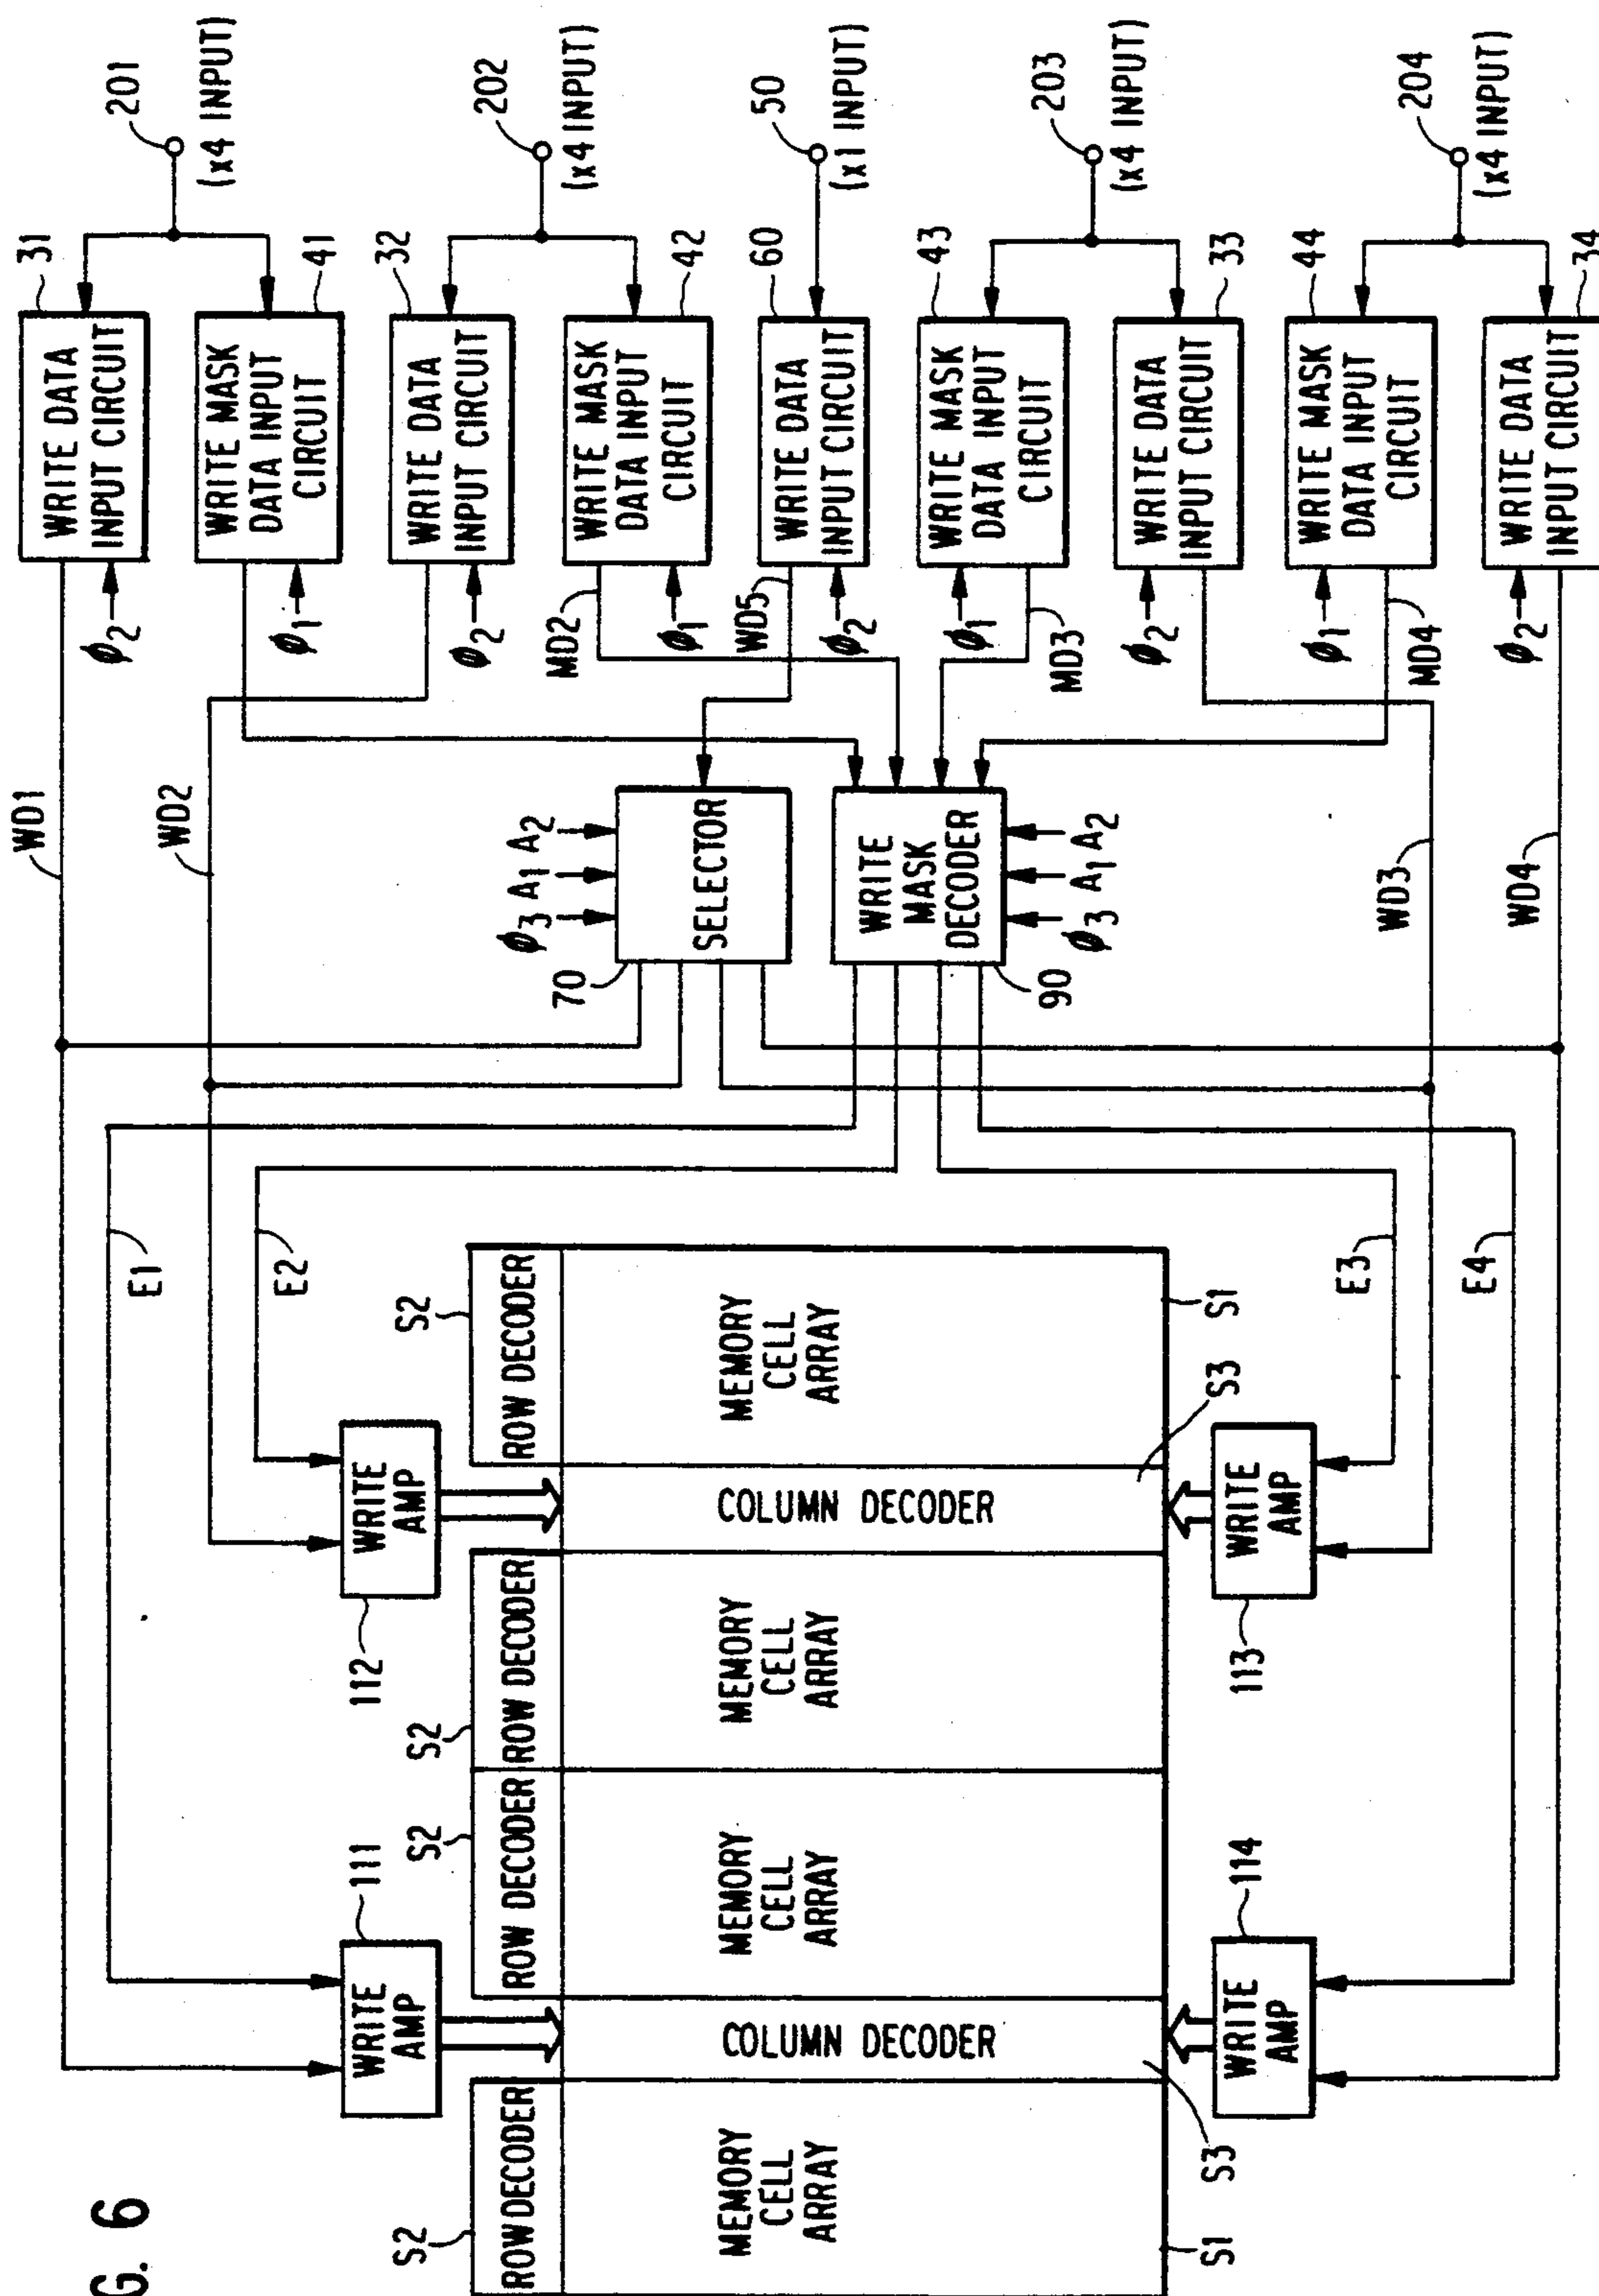 G. 6
201
(x4 INPUT)
202
(x4 INPUT)
50
(x1 INPUT)
203
(x4 INPUT)
204
(x4 INPUT)
31
WRITE DATA
INPUT CIRCUIT
ϕ2
41
WRITE MASK
DATA INPUT
CIRCUIT
ϕ1
32
WRITE DATA
INPUT CIRCUIT
ϕ2
42
WRITE MASK
DATA INPUT
CIRCUIT
MD2
ϕ1
60
WRITE DATA
INPUT CIRCUIT
WD5
ϕ2
43
WRITE MASK
DATA INPUT
CIRCUIT
ϕ1
MD3
33
WRITE DATA
INPUT CIRCUIT
ϕ2
44
WRITE MASK
DATA INPUT
CIRCUIT
ϕ1
MD4
34
WRITE DATA
INPUT CIRCUIT
ϕ2
WD1
WD2
ϕ3 A1 A2
SELECTOR
70
WRITE
MASK
DECODER
90
ϕ3 A1 A2
WD3
WD4
E1
E2
E3
E4
111
WRITE
AMP
112
WRITE
AMP
113
WRITE
AMP
114
WRITE
AMP
S2
ROW DECODER
MEMORY
CELL
ARRAY
S1
COLUMN DECODER
S3
S2
ROW DECODER
MEMORY
CELL
ARRAY
S2
ROW DECODER
MEMORY
CELL
ARRAY
COLUMN DECODER
S3
S2
ROW DECODER
MEMORY
CELL
ARRAY
S1